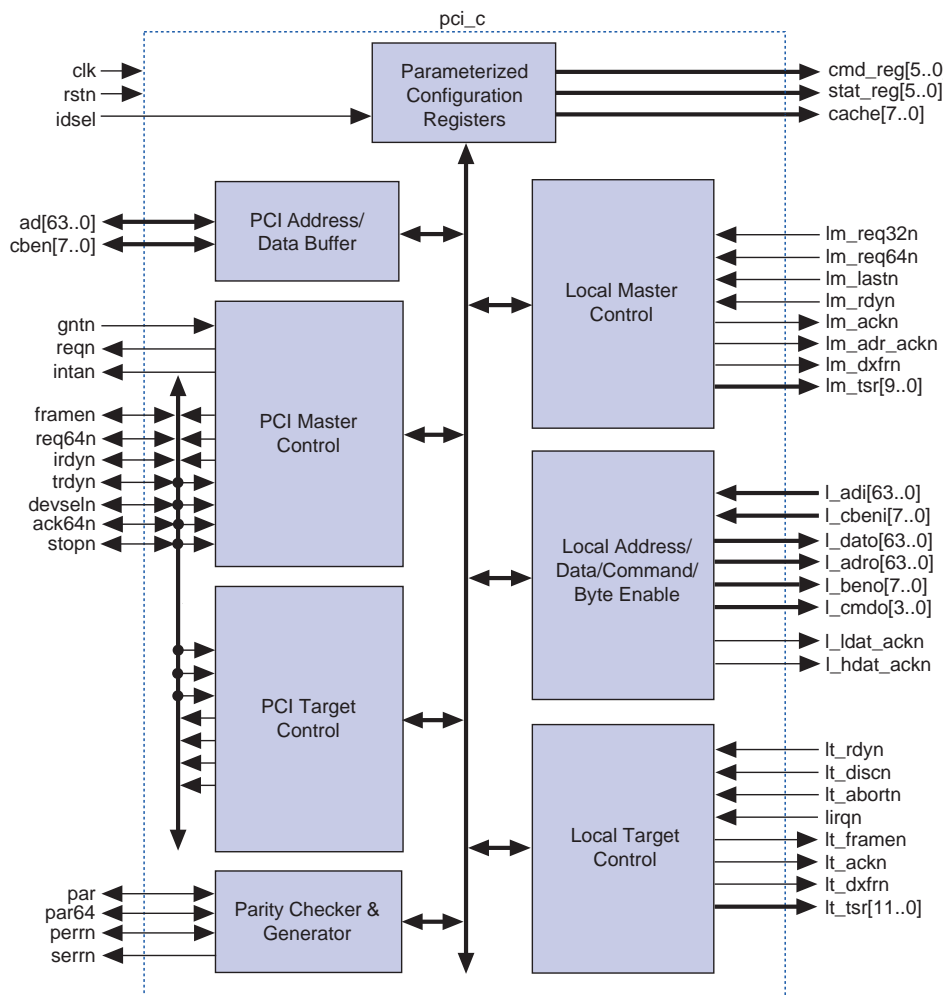 pci_c
clk
rstn
idsel
Parameterized
Configuration
Registers
cmd_reg[5..0
stat_reg[5..0
cache[7..0]
ad[63..0]
cben[7..0]
PCI Address/
Data Buffer
gntn
reqn
intan
framen
req64n
irdyn
trdyn
devseln
ack64n
stopn
PCI Master
Control
PCI Target
Control
par
par64
perrn
serrn
Parity Checker &
Generator
Local Master
Control
lm_req32n
lm_req64n
lm_lastn
lm_rdyn
lm_ackn
lm_adr_ackn
lm_dxfrn
lm_tsr[9..0]
Local Address/
Data/Command/
Byte Enable
l_adi[63..0]
l_cbeni[7..0]
l_dato[63..0]
l_adro[63..0]
l_beno[7..0]
l_cmdo[3..0]
l_ldat_ackn
l_hdat_ackn
Local Target
Control
lt_rdyn
lt_discn
lt_abortn
lirqn
lt_framen
lt_ackn
lt_dxfrn
lt_tsr[11..0]